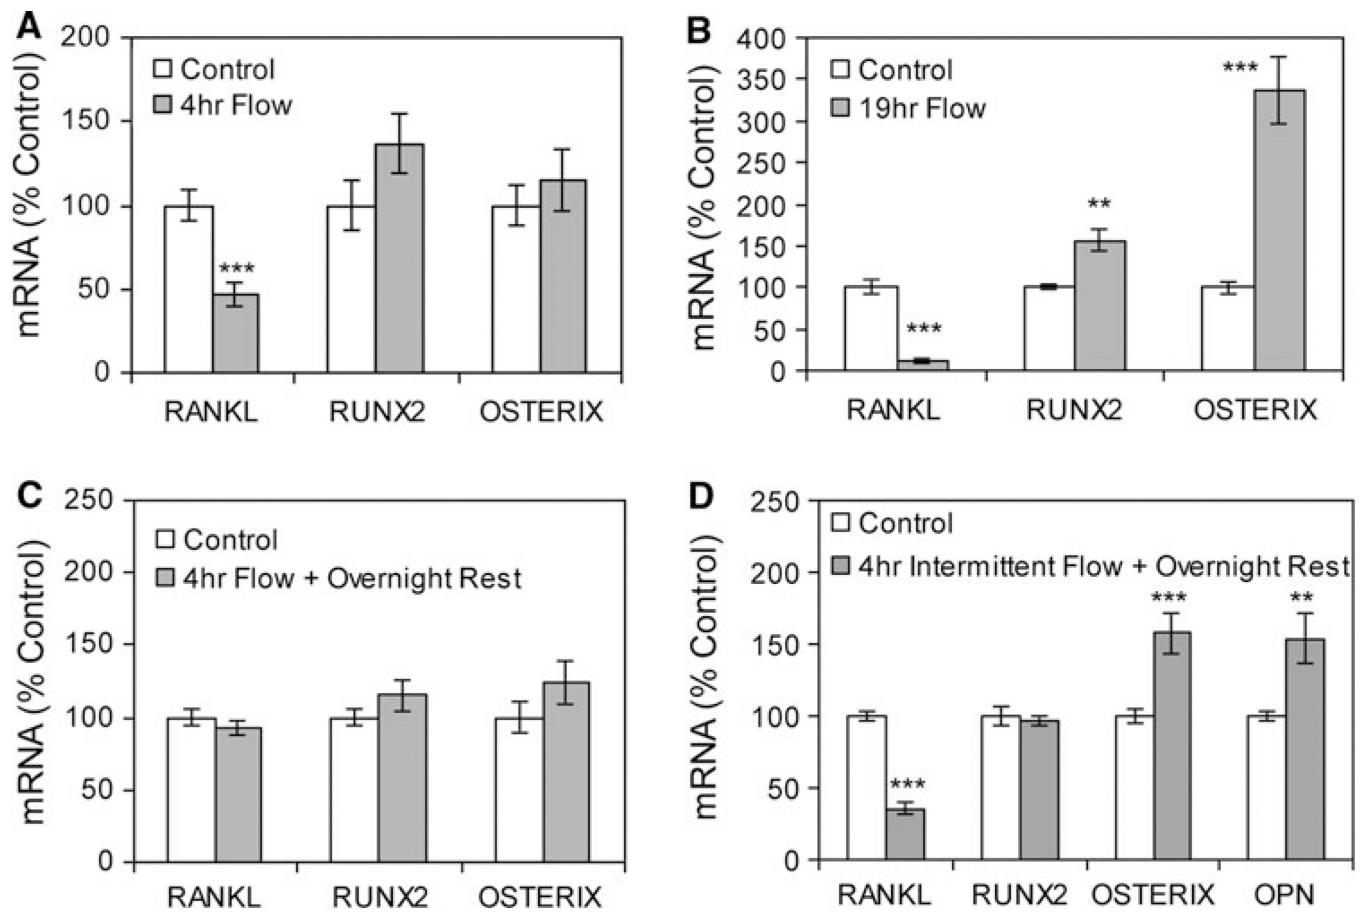 A
mRNA (% Control)
200
150
100
50
0
Control
4hr Flow
***
RANKL RUNX2 OSTERIX
B
mRNA (% Control)
400
350
300
250
200
150
100
50
0
Control
19hr Flow
***
**
***
RANKL RUNX2 OSTERIX
C
mRNA (% Control)
250
200
150
100
50
0
Control
4hr Flow + Overnight Rest
RANKL RUNX2 OSTERIX
D
mRNA (% Control)
250
200
150
100
50
0
Control
4hr Intermittent Flow + Overnight Rest
*** **
***
RANKL RUNX2 OSTERIX OPN